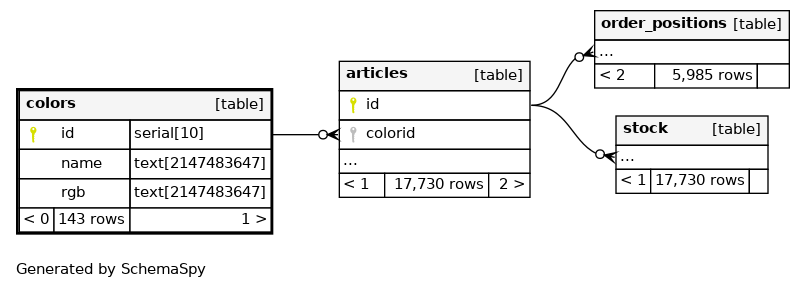 colors [table]
id serial[10]
name text[2147483647]
rgb text[2147483647]
< 0 143 rows 1 >
articles [table]
id
colorid
...
< 1 17,730 rows 2 >
order_positions [table]
...
< 2 5,985 rows
stock [table]
...
< 1 17,730 rows
Generated by SchemaSpy